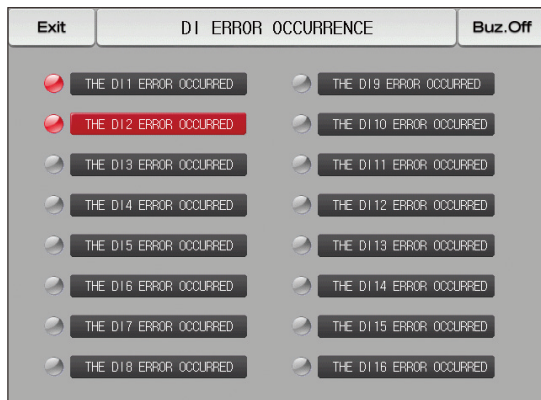 Exit
DI ERROR OCCURRENCE
Buz.Off
THE DI1 ERROR OCCURRED
THE DI2 ERROR OCCURRED
THE DI3 ERROR OCCURRED
THE DI4 ERROR OCCURRED
THE DI5 ERROR OCCURRED
THE DI6 ERROR OCCURRED
THE DI7 ERROR OCCURRED
THE DI8 ERROR OCCURRED
THE DI9 ERROR OCCURRED
THE DI10 ERROR OCCURRED
THE DI11 ERROR OCCURRED
THE DI12 ERROR OCCURRED
THE DI13 ERROR OCCURRED
THE DI14 ERROR OCCURRED
THE DI15 ERROR OCCURRED
THE DI16 ERROR OCCURRED